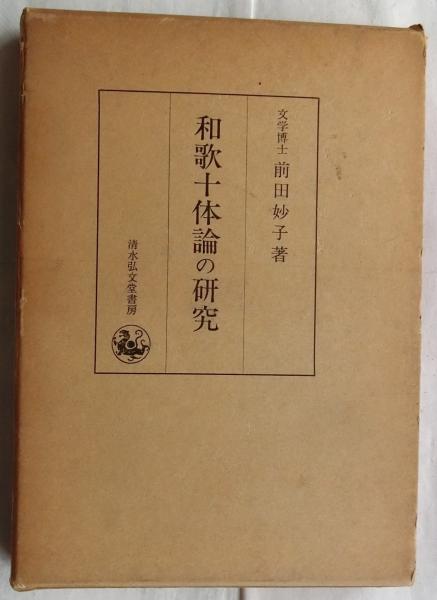 文学博士 前田妙子著
和歌十体論の研究
清水弘文堂書房